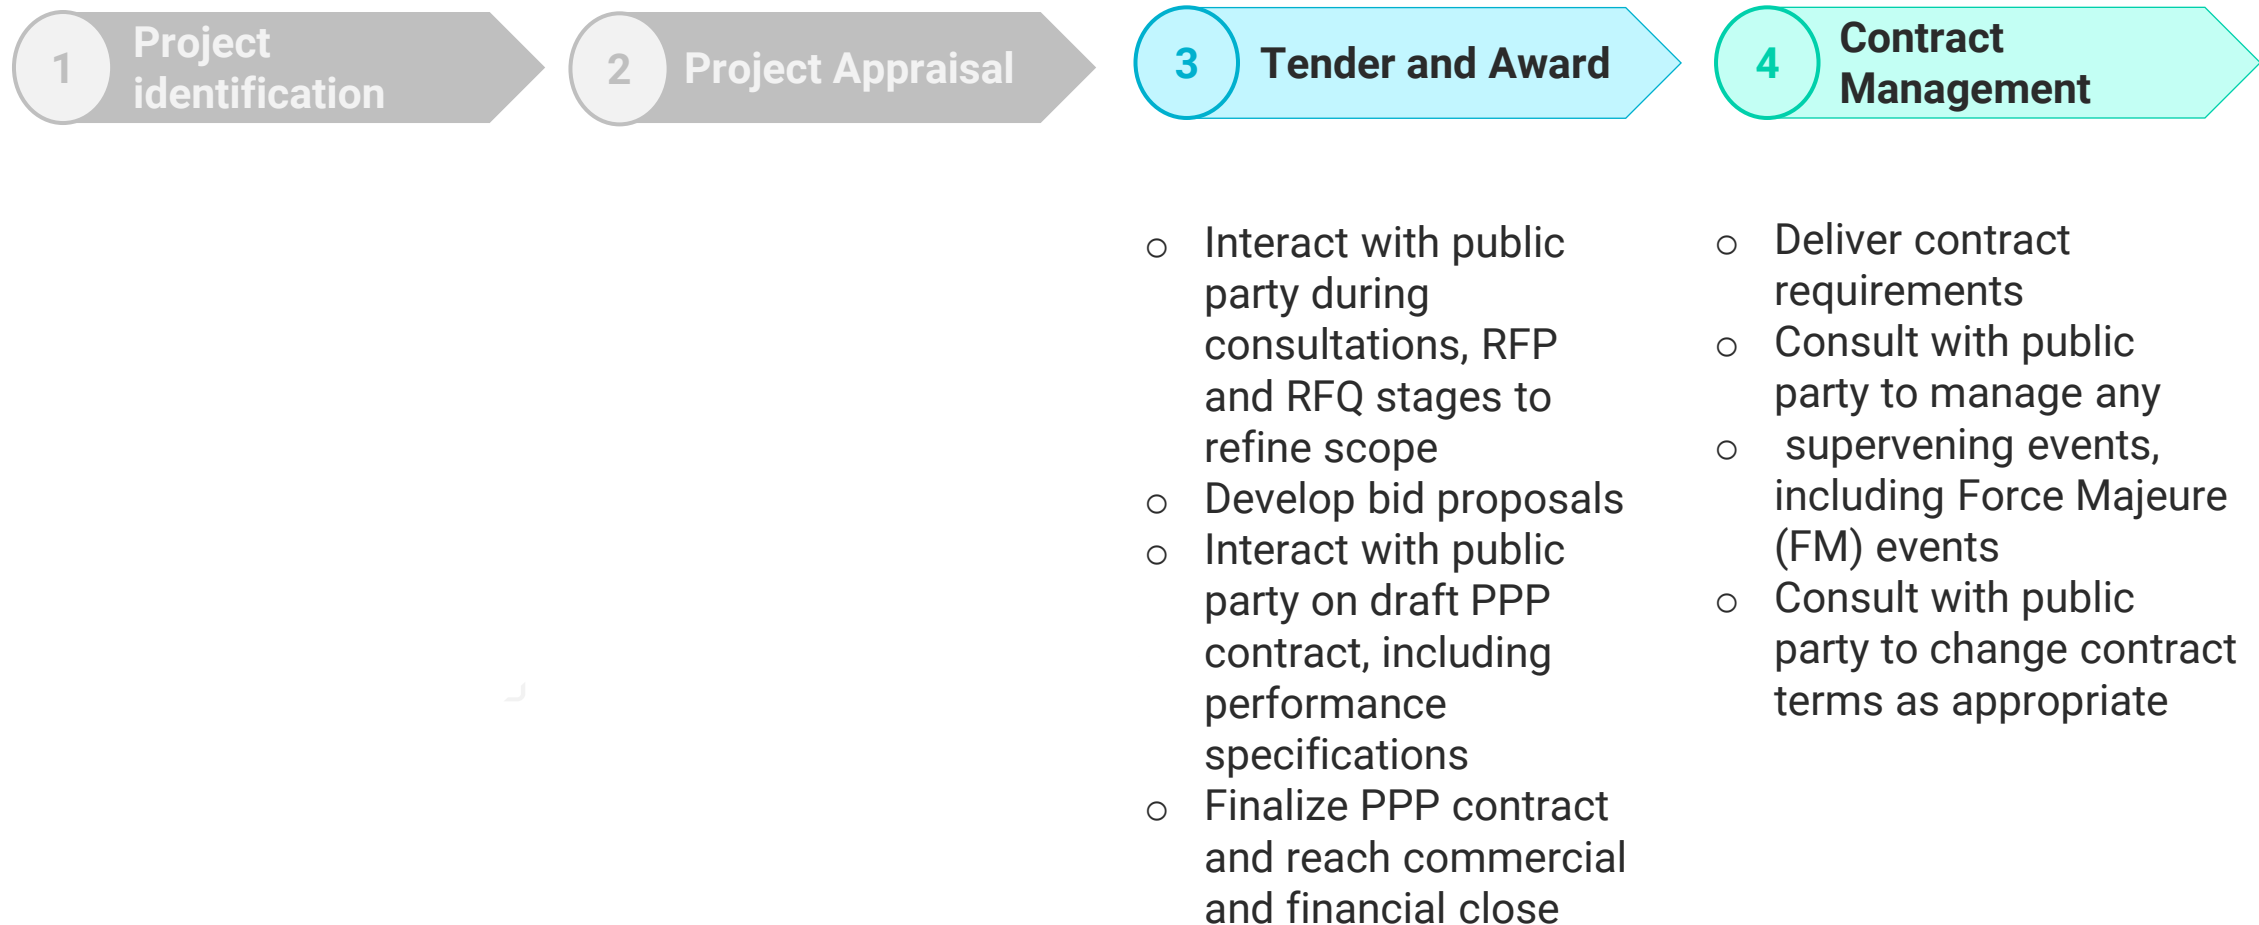 1
Project
identification
2
Project Appraisal
3
Tender and Award
4
Contract
Management
o Interact with public
party during
consultations, RFP
and RFQ stages to
refine scope
o Develop bid proposals
o Interact with public
party on draft PPP
contract, including
performance
specifications
o Finalize PPP contract
and reach commercial
and financial close
o Deliver contract
requirements
o Consult with public
party to manage any
o supervening events,
including Force Majeure
(FM) events
o Consult with public
party to change contract
terms as appropriate